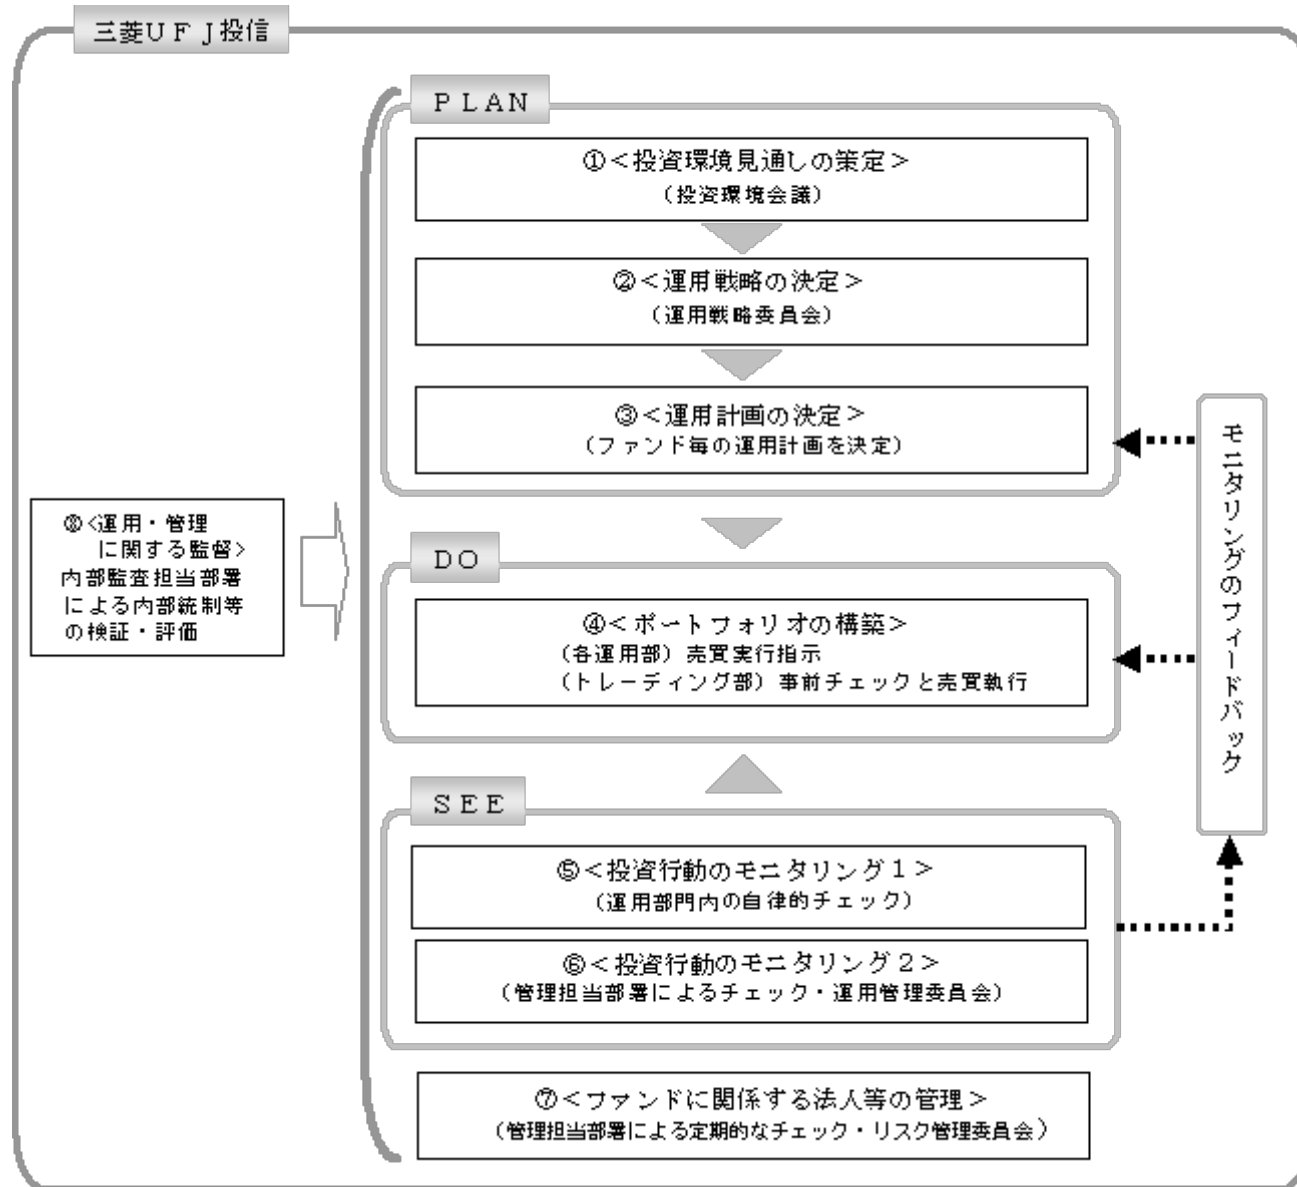 三菱ＵＦＪ投信
ＰＬＡＮ
①＜投資環境見通しの策定＞
（投資環境会議）
②＜運用戦略の決定＞
（運用戦略委員会）
③＜運用計画の決定＞
（ファンド毎の運用計画を決定）
⑧＜運用・管理
に関する監督＞
内部監査担当部署
による内部統制等
の検証・評価
ＤＯ
④＜ポートフォリオの構築＞
（各運用部）売買実行指示
（トレーディング部）事前チェックと売買執行
モニタリングのフィードバック
ＳＥＥ
⑤＜投資行動のモニタリング１＞
（運用部門内の自律的チェック）
⑥＜投資行動のモニタリング２＞
（管理担当部署によるチェック・運用管理委員会）
⑦＜ファンドに関係する法人等の管理＞
（管理担当部署による定期的なチェック・リスク管理委員会）